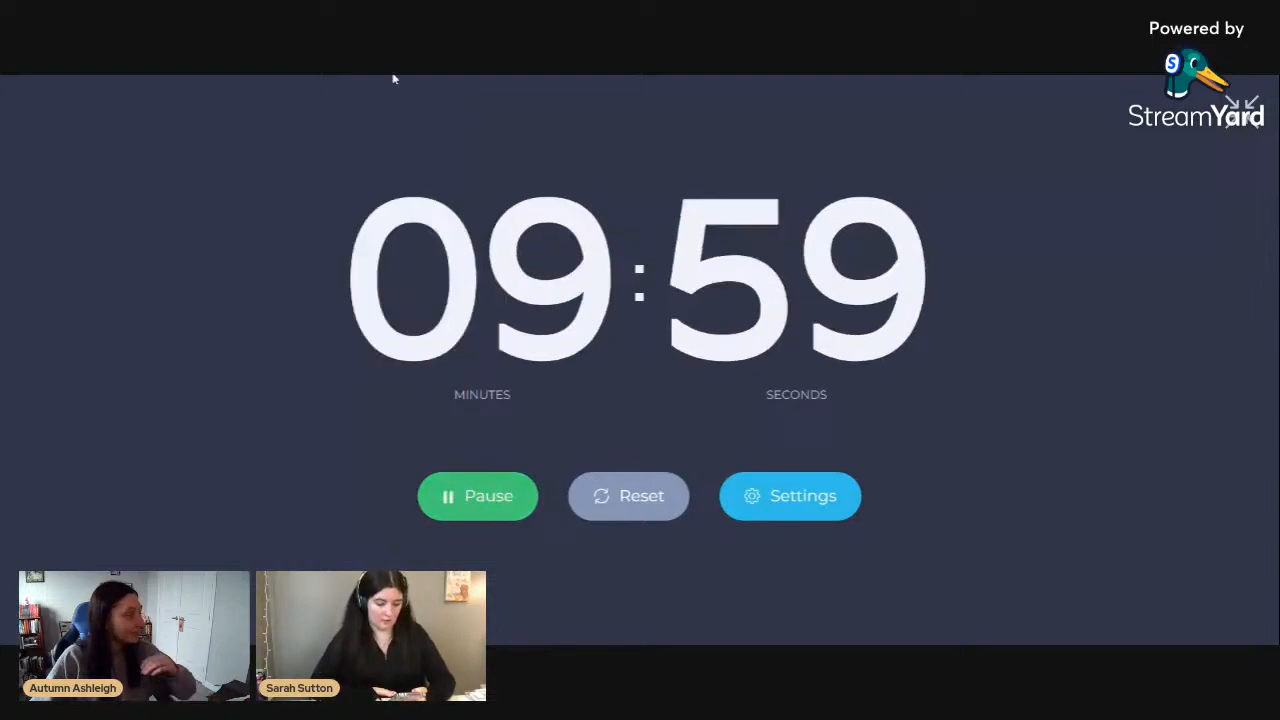 Powered by
S
StreamYard
09:59
MINUTES
SECONDS
Pause
Reset
Settings
Autumn Ashleigh
Sarah Sutton